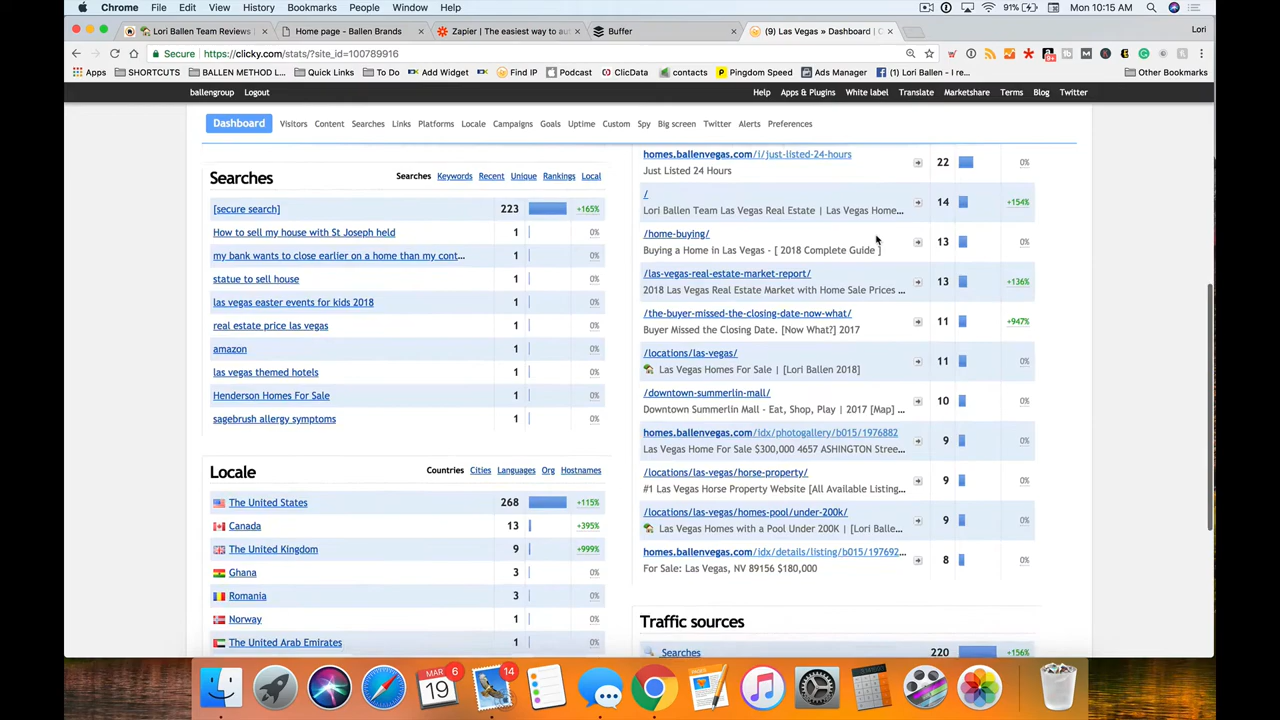 Chrome File Edit View History Bookmarks People Window Help 91% Mon 10:15 AM
Lori Ballen Team Reviews | Home page - Ballen Brands Zapier | The easiest way to aut Buffer (9) Las Vegas » Dashboard | C Lori
Secure https://clicky.com/stats/?site_id=100789916
Apps SHORTCUTS BALLEN METHOD L... Quick Links To Do Add Widget Find IP Podcast ClicData contacts Pingdom Speed Ads Manager (1) Lori Ballen - I re... Other Bookmarks
ballengroup Logout Help Apps & Plugins White label Translate Marketshare Terms Blog Twitter
Dashboard Visitors Content Searches Links Platforms Locale Campaigns Goals Uptime Custom Spy Big screen Twitter Alerts Preferences
Searches Searches Keywords Recent Unique Rankings Local
[secure search] 223 +165%
How to sell my house with St Joseph held 1 0%
my bank wants to close earlier on a home than my cont... 1 0%
statue to sell house 1 0%
las vegas easter events for kids 2018 1 0%
real estate price las vegas 1 0%
amazon 1 0%
las vegas themed hotels 1 0%
Henderson Homes For Sale 1 0%
sagebrush allergy symptoms 1 0%
Locale Countries Cities Languages Org Hostnames
The United States 268 +115%
Canada 13 +395%
The United Kingdom 9 +999%
Ghana 3 0%
Romania 3 0%
Norway 1 0%
The United Arab Emirates 1 0%
homes.ballenvegas.com/i/just-listed-24-hours 22 0%
Just Listed 24 Hours
/ 14 +154%
Lori Ballen Team Las Vegas Real Estate | Las Vegas Home...
/home-buying/ 13 0%
Buying a Home in Las Vegas - [ 2018 Complete Guide ]
/las-vegas-real-estate-market-report/ 13 +136%
2018 Las Vegas Real Estate Market with Home Sale Prices ...
/the-buyer-missed-the-closing-date-now-what/ 11 +947%
Buyer Missed the Closing Date. [Now What?] 2017
/locations/las-vegas/ 11 0%
Las Vegas Homes For Sale | [Lori Ballen 2018]
/downtown-summerlin-mall/ 10 0%
Downtown Summerlin Mall - Eat, Shop, Play | 2017 [Map] ...
homes.ballenvegas.com/idx/photogallery/b015/1976882 9 0%
Las Vegas Home For Sale $300,000 4657 ASHINGTON Stree...
/locations/las-vegas/horse-property/ 9 0%
#1 Las Vegas Horse Property Website [All Available Listing...
/locations/las-vegas/homes-pool/under-200k/ 9 0%
Las Vegas Homes with a Pool Under 200K | [Lori Balle...
homes.ballenvegas.com/idx/details/listing/b015/197692... 8 0%
For Sale: Las Vegas, NV 89156 $180,000
Traffic sources
Searches 220 +156%
MAR 6 14
19